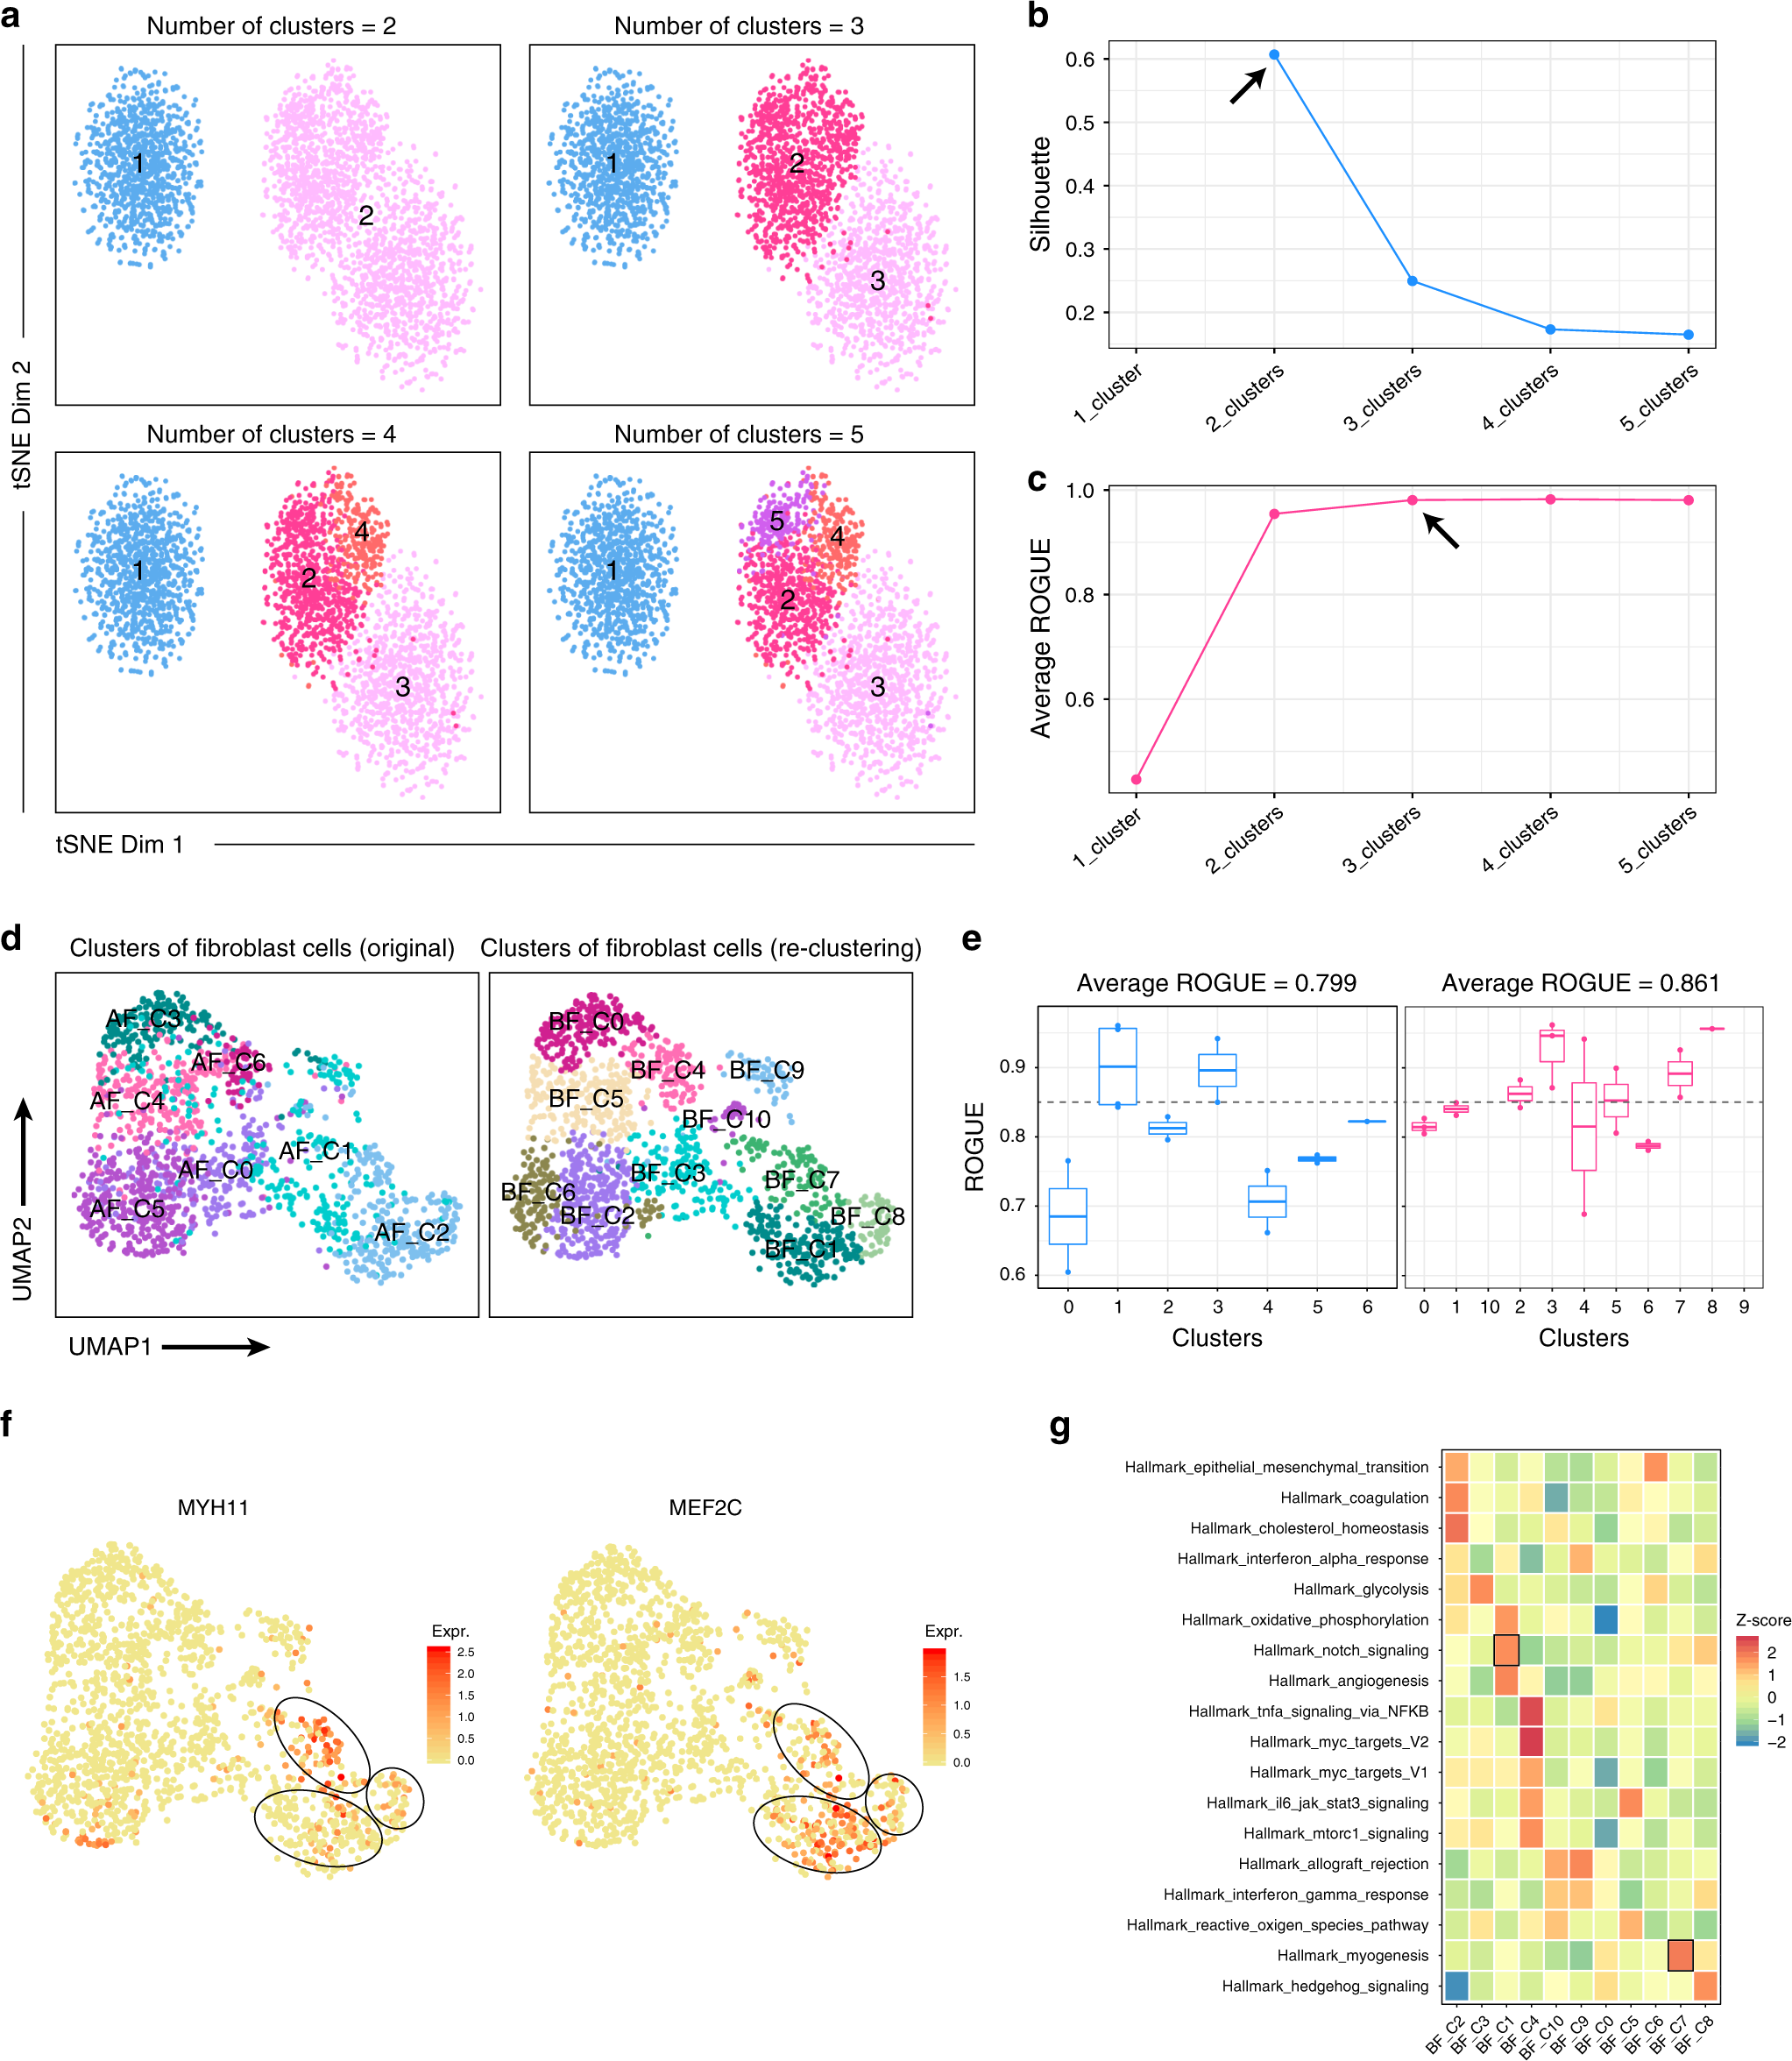 a
Number of clusters = 2
Number of clusters = 3
1
2
1
2
3
Number of clusters = 4
Number of clusters = 5
1
2
4
3
1
5
4
2
3
tSNE Dim 2
tSNE Dim 1
b
Silhouette
0.6
0.5
0.4
0.3
0.2
1_cluster
2_clusters
3_clusters
4_clusters
5_clusters
c
Average ROGUE
1.0
0.8
0.6
1_cluster
2_clusters
3_clusters
4_clusters
5_clusters
d
Clusters of fibroblast cells (original)
Clusters of fibroblast cells (re-clustering)
AF_C3
AF_C6
AF_C4
AF_C1
AF_C0
AF_C5
AF_C2
BF_C0
BF_C4
BF_C9
BF_C5
BF_C10
BF_C3
BF_C7
BF_C6
BF_C2
BF_C8
BF_C1
UMAP2
UMAP1
e
Average ROGUE = 0.799
Average ROGUE = 0.861
ROGUE
0.9
0.8
0.7
0.6
0 1 2 3 4 5 6
0 1 10 2 3 4 5 6 7 8 9
Clusters
Clusters
f
MYH11
MEF2C
Expr.
2.5
2.0
1.5
1.0
0.5
0.0
Expr.
1.5
1.0
0.5
0.0
g
Hallmark_epithelial_mesenchymal_transition
Hallmark_coagulation
Hallmark_cholesterol_homeostasis
Hallmark_interferon_alpha_response
Hallmark_glycolysis
Hallmark_oxidative_phosphorylation
Hallmark_notch_signaling
Hallmark_angiogenesis
Hallmark_tnfa_signaling_via_NFKB
Hallmark_myc_targets_V2
Hallmark_myc_targets_V1
Hallmark_il6_jak_stat3_signaling
Hallmark_mtorc1_signaling
Hallmark_allograft_rejection
Hallmark_interferon_gamma_response
Hallmark_reactive_oxigen_species_pathway
Hallmark_myogenesis
Hallmark_hedgehog_signaling
BF_C2
BF_C3
BF_C1
BF_C4
BF_C10
BF_C9
BF_C0
BF_C5
BF_C6
BF_C7
BF_C8
Z-score
2
1
0
−1
−2